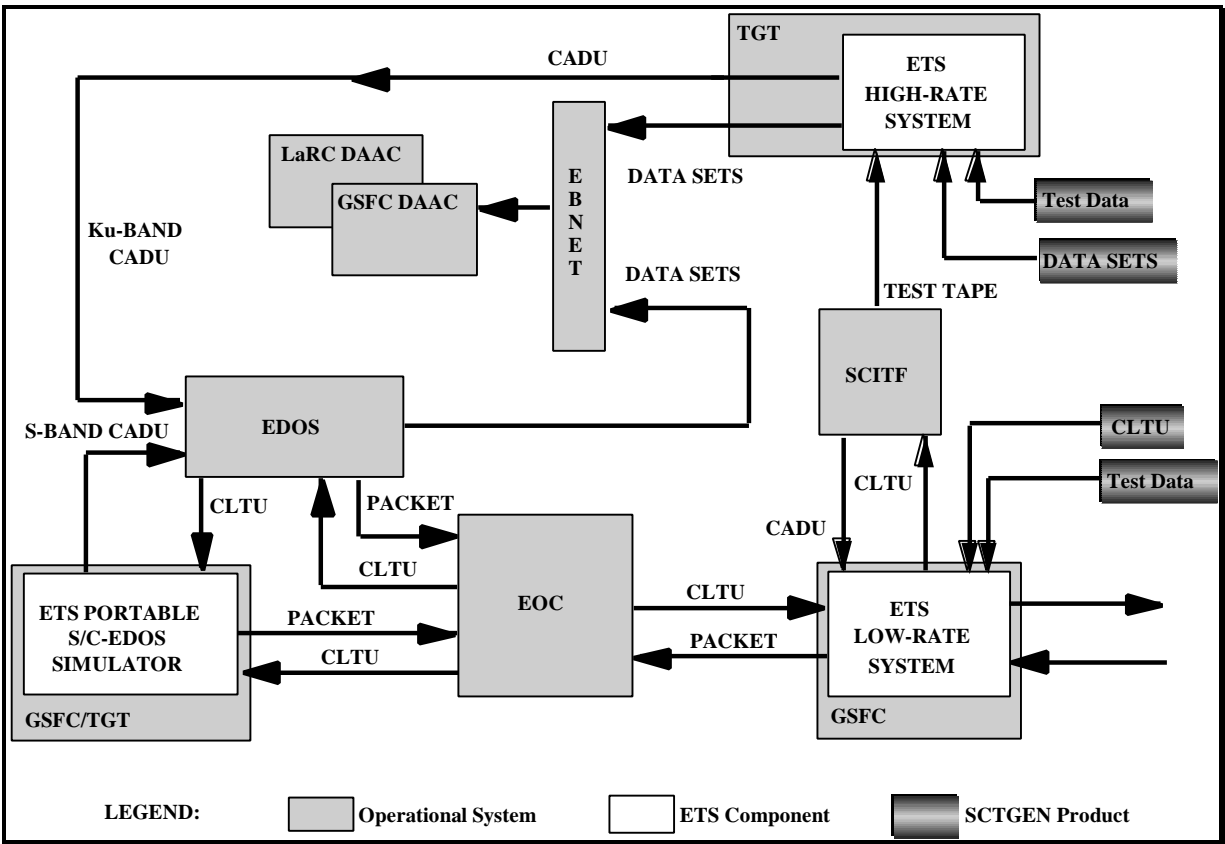 TGT
CADU
ETS
HIGH-RATE
SYSTEM
LaRC DAAC
GSFC DAAC
E
B
N
E
T
DATA SETS
Test Data
Ku-BAND
CADU
DATA SETS
DATA SETS
TEST TAPE
SCITF
S-BAND CADU
EDOS
CLTU
Test Data
CLTU
PACKET
CLTU
CADU
CLTU
EOC
CLTU
ETS PORTABLE
S/C-EDOS
SIMULATOR
PACKET
CLTU
PACKET
ETS
LOW-RATE
SYSTEM
GSFC/TGT
GSFC
LEGEND:
Operational System
ETS Component
SCTGEN Product